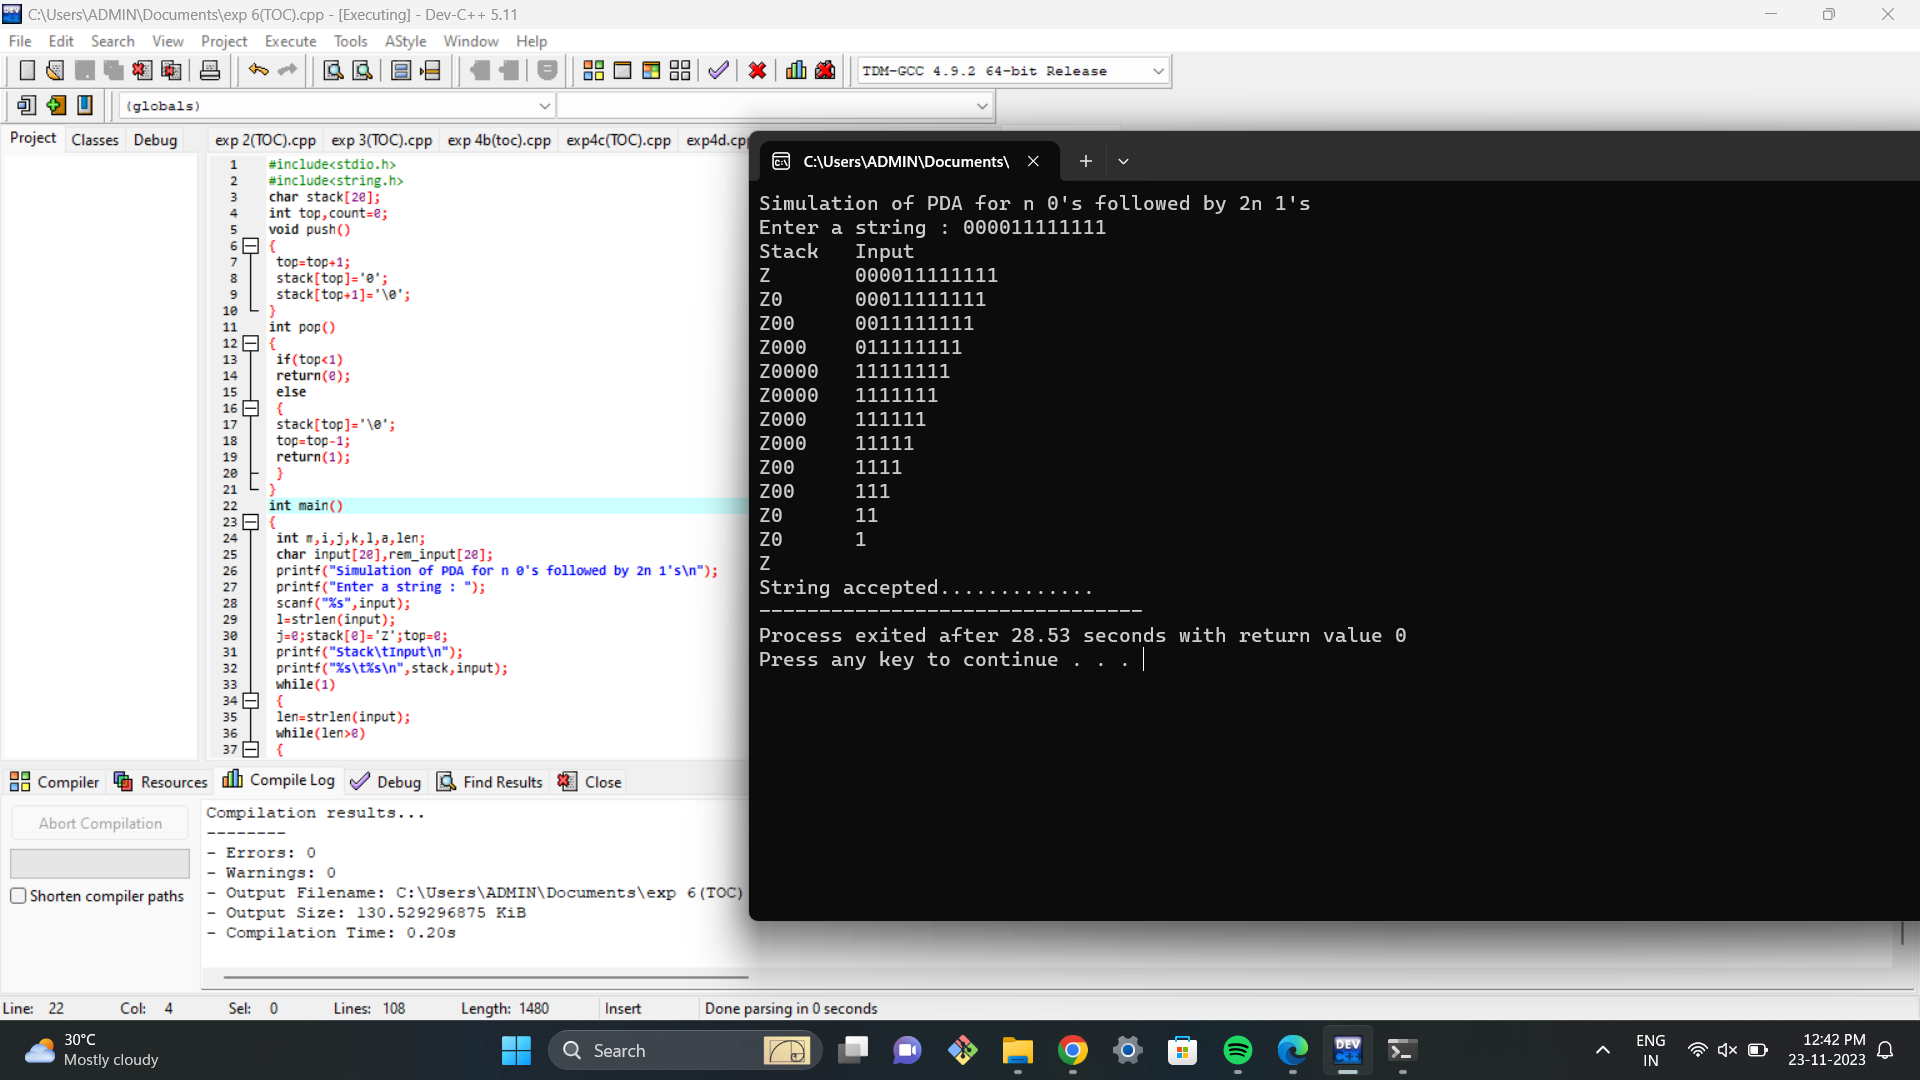 C:\Users\ADMIN\Documents\exp 6(TOC).cpp - [Executing] - Dev-C++ 5.11
File Edit Search View Project Execute Tools AStyle Window Help
TDM-GCC 4.9.2 64-bit Release
(globals)
Project Classes Debug
exp 2(TOC).cpp exp 3(TOC).cpp exp 4b(toc).cpp exp4c(TOC).cpp exp4d.cpp
1 #include<stdio.h>
2 #include<string.h>
3 char stack[20];
4 int top,count=0;
5 void push()
6 {
7 top=top+1;
8 stack[top]='0';
9 stack[top+1]='\0';
10 }
11 int pop()
12 {
13 if(top<1)
14 return(0);
15 else
16 {
17 stack[top]='\0';
18 top=top-1;
19 return(1);
20 }
21 }
22 int main()
23 {
24 int m,i,j,k,l,a,len;
25 char input[20],rem_input[20];
26 printf("Simulation of PDA for n 0's followed by 2n 1's\n");
27 printf("Enter a string : ");
28 scanf("%s",input);
29 l=strlen(input);
30 j=0;stack[0]='Z';top=0;
31 printf("Stack\tInput\n");
32 printf("%s\t%s\n",stack,input);
33 while(1)
34 {
35 len=strlen(input);
36 while(len>0)
37 {
C:\Users\ADMIN\Documents\
Simulation of PDA for n 0's followed by 2n 1's
Enter a string : 000011111111
Stack Input
Z 000011111111
Z0 00011111111
Z00 0011111111
Z000 011111111
Z0000 11111111
Z0000 1111111
Z000 111111
Z000 11111
Z00 1111
Z00 111
Z0 11
Z0 1
Z
String accepted.............
--------------------------------
Process exited after 28.53 seconds with return value 0
Press any key to continue . . .
Compiler Resources Compile Log Debug Find Results Close
Abort Compilation
Shorten compiler paths
Compilation results...
--------
- Errors: 0
- Warnings: 0
- Output Filename: C:\Users\ADMIN\Documents\exp 6(TOC)
- Output Size: 130.529296875 KiB
- Compilation Time: 0.20s
Line: 22 Col: 4 Sel: 0 Lines: 108 Length: 1480 Insert Done parsing in 0 seconds
30°C
Mostly cloudy
Search
DEV
C++
ENG
IN
12:42 PM
23-11-2023